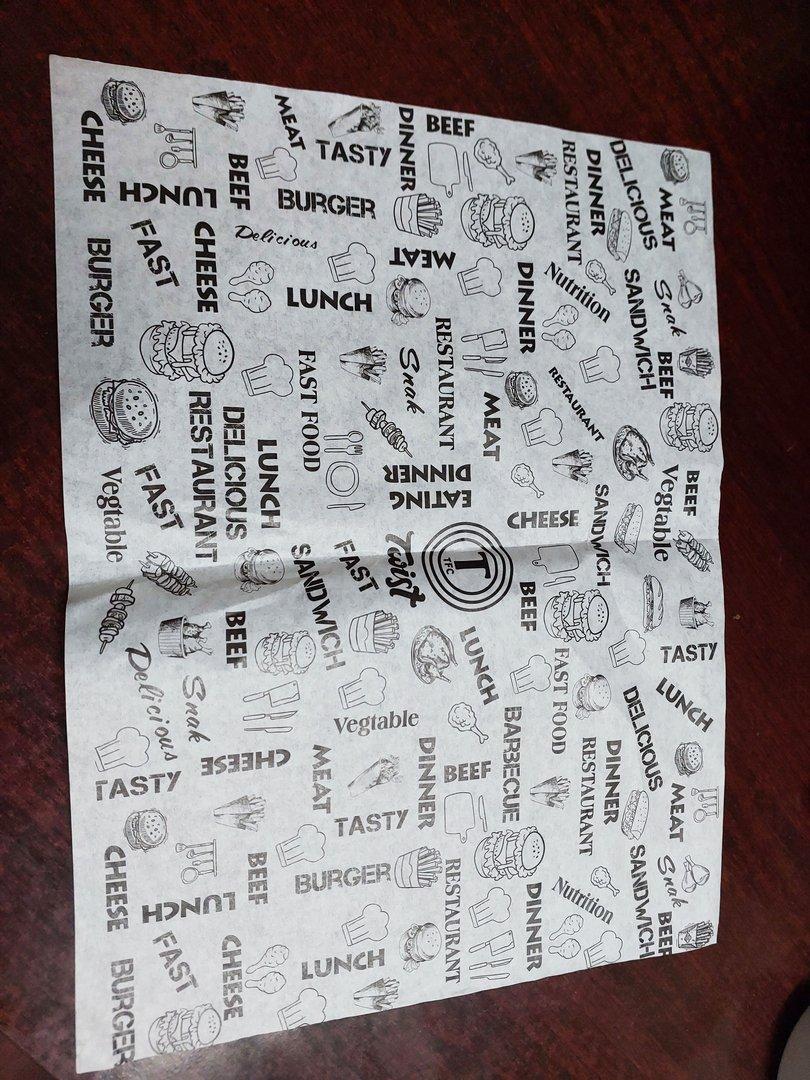 MEAT
DINNER
BEEF
CHEESE
TASTY
RESTAURANT
DINNER
DELICIOUS
LUNCH
BEEF
BURGER
MEAT
FAST
CHEESE
Delicious
MEAT
BURGER
LUNCH
DINNER
Nutrition
SANDWICH
Snak
FAST FOOD
Snak
RESTAURANT
BEEF
RESTAURANT
MEAT
RESTAURANT
DELICIOUS
LUNCH
EATING
DINNER
Vegtable
FAST
CHEESE
SANDWICH
Vegtable
BEEF
SANDWICH
FAST
Twist
T
TFC
BEEF
BEEF
TASTY
LUNCH
FAST FOOD
LUNCH
Delicious
Snak
Vegtable
DELICIOUS
CHEESE
MEAT
DINNER
BEEF
BARBECUE
RESTAURANT
DINNER
TASTY
TASTY
MEAT
CHEESE
LUNCH
BEEF
BURGER
RESTAURANT
DINNER
Nutrition
SANDWICH
Snak
BEEF
FAST
CHEESE
LUNCH
BURGER